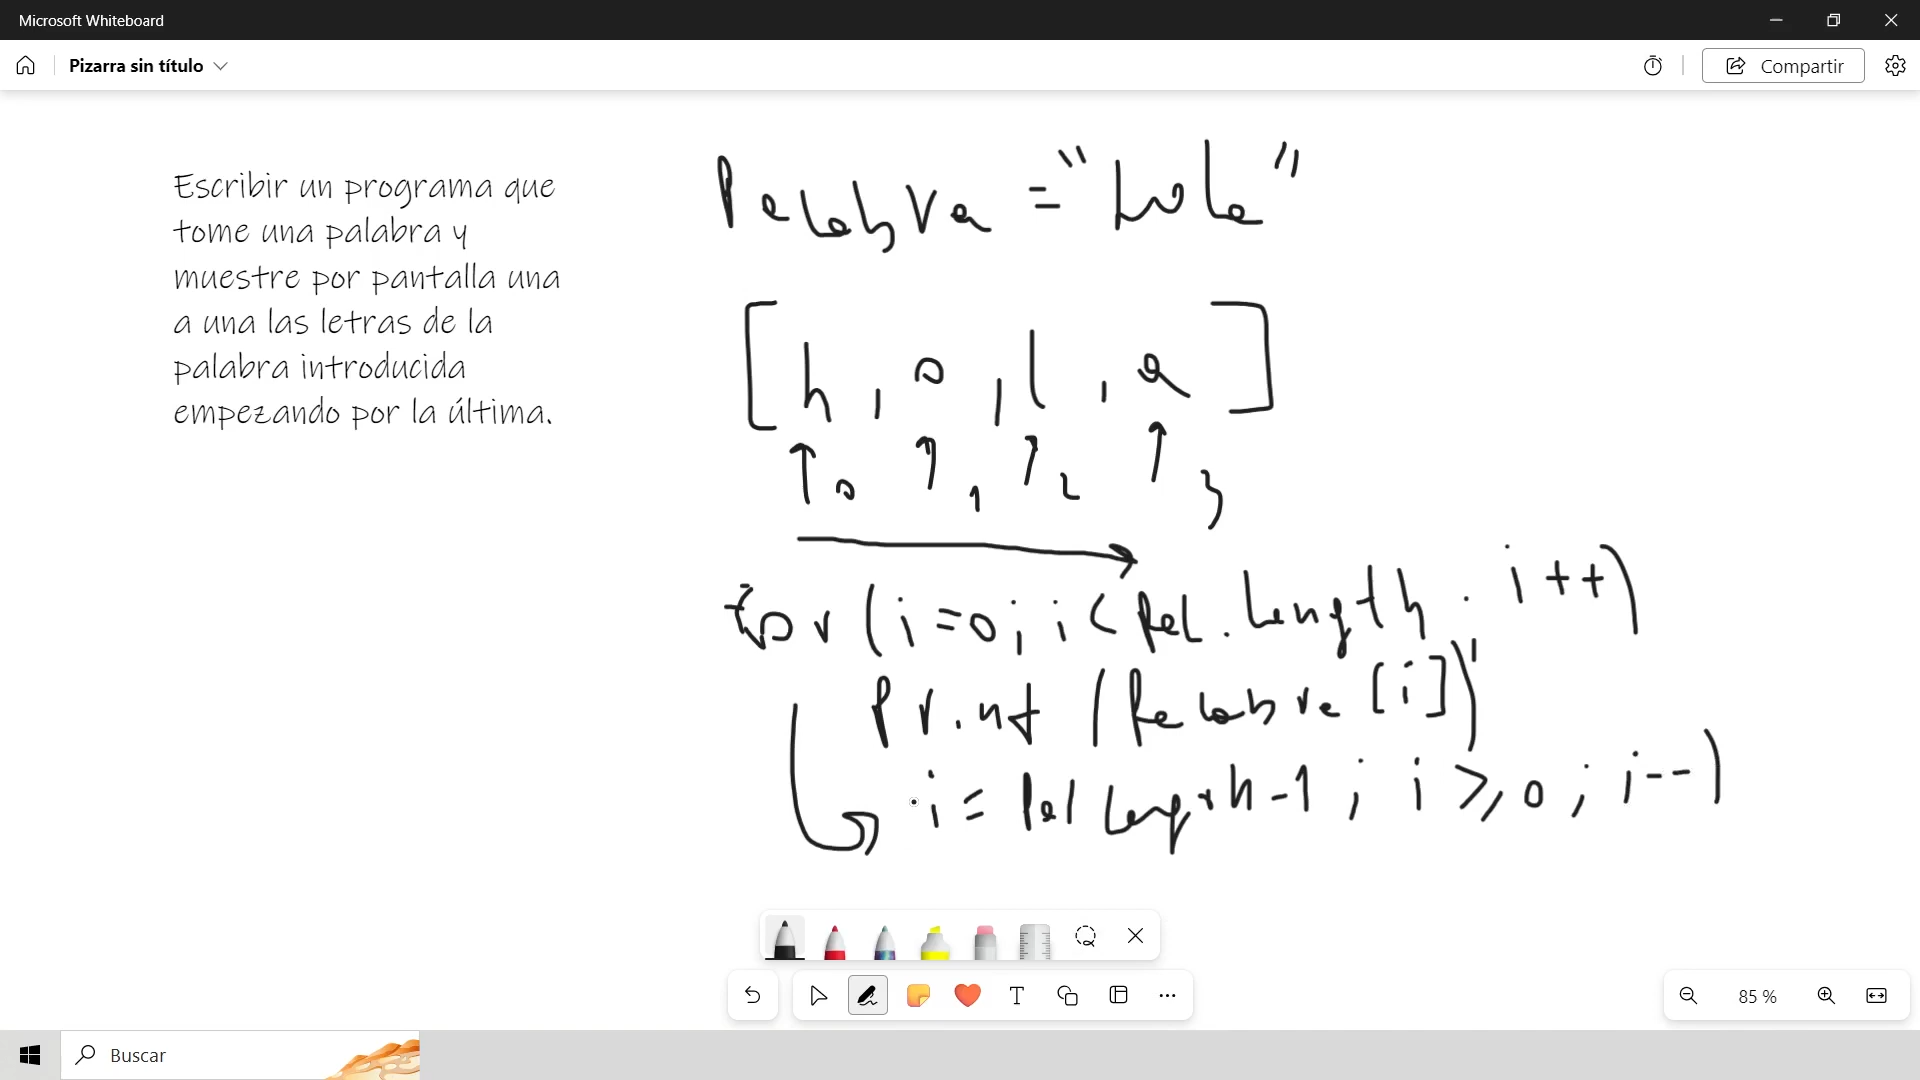 Microsoft Whiteboard
Pizarra sin título
Compartir
Escribir un programa que
tome una palabra y
muestre por pantalla una
a una las letras de la
palabra introducida
empezando por la última.
Palabra = "hola"
[h, o, l, a]
0 1 2 3
for (i=0; i < Pal.length. i++)
Print (Palabra [i])
i = Pal length-1; i >, 0; i--)
85 %
Buscar